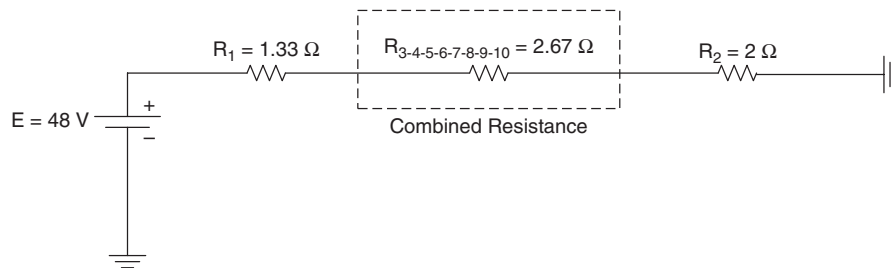 R₁ = 1.33 Ω
R₃₋₄₋₅₋₆₋₇₋₈₋₉₋₁₀ = 2.67 Ω
R₂ = 2 Ω
E = 48 V
+
−
Combined Resistance